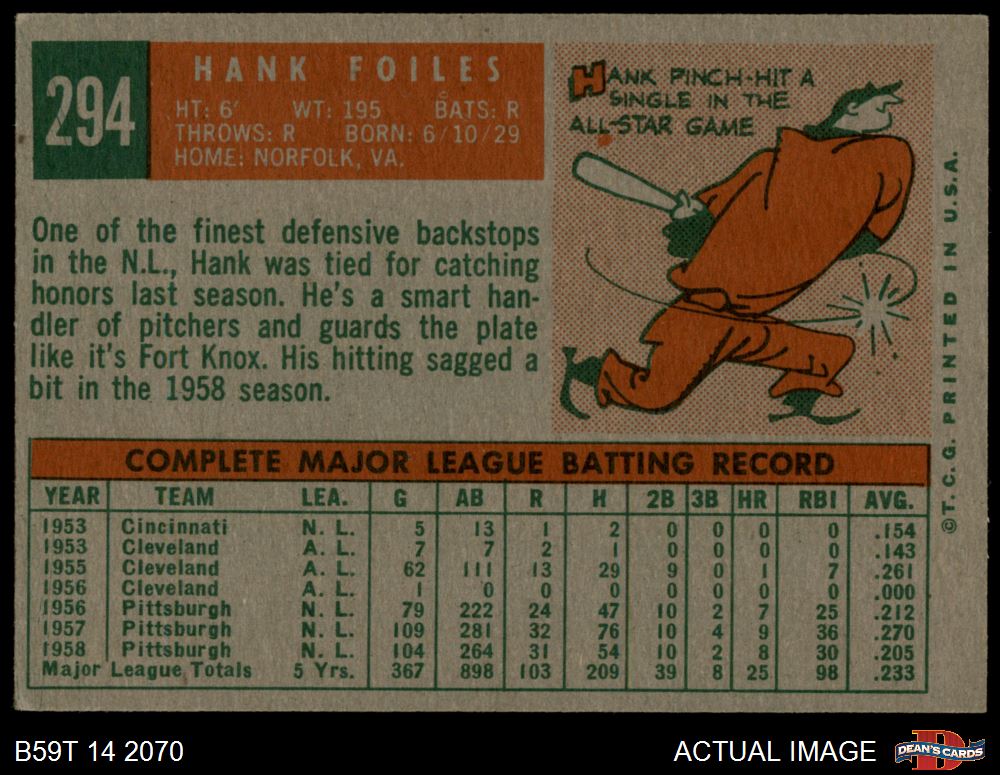 294
HANK FOILES
HT: 6' WT: 195 BATS: R
THROWS: R BORN: 6/10/29
HOME: NORFOLK, VA.
HANK PINCH-HIT A
SINGLE IN THE
ALL-STAR GAME
One of the finest defensive backstops
in the N.L., Hank was tied for catching
honors last season. He's a smart han-
dler of pitchers and guards the plate
like it's Fort Knox. His hitting sagged a
bit in the 1958 season.
©T.C.G. PRINTED IN U.S.A.
COMPLETE MAJOR LEAGUE BATTING RECORD
YEAR TEAM LEA. G AB R H 2B 3B HR RBI AVG.
1953 Cincinnati N. L. 5 13 1 2 0 0 0 0 .154
1953 Cleveland A. L. 7 7 2 1 0 0 0 0 .143
1955 Cleveland A. L. 62 111 13 29 9 0 1 7 .261
1956 Cleveland A. L. 1 0 0 0 0 0 0 0 .000
1956 Pittsburgh N. L. 79 222 24 47 10 2 7 25 .212
1957 Pittsburgh N. L. 109 281 32 76 10 4 9 36 .270
1958 Pittsburgh N. L. 104 264 31 54 10 2 8 30 .205
Major League Totals 5 Yrs. 367 898 103 209 39 8 25 98 .233
B59T 14 2070
ACTUAL IMAGE
D
DEAN'S CARDS